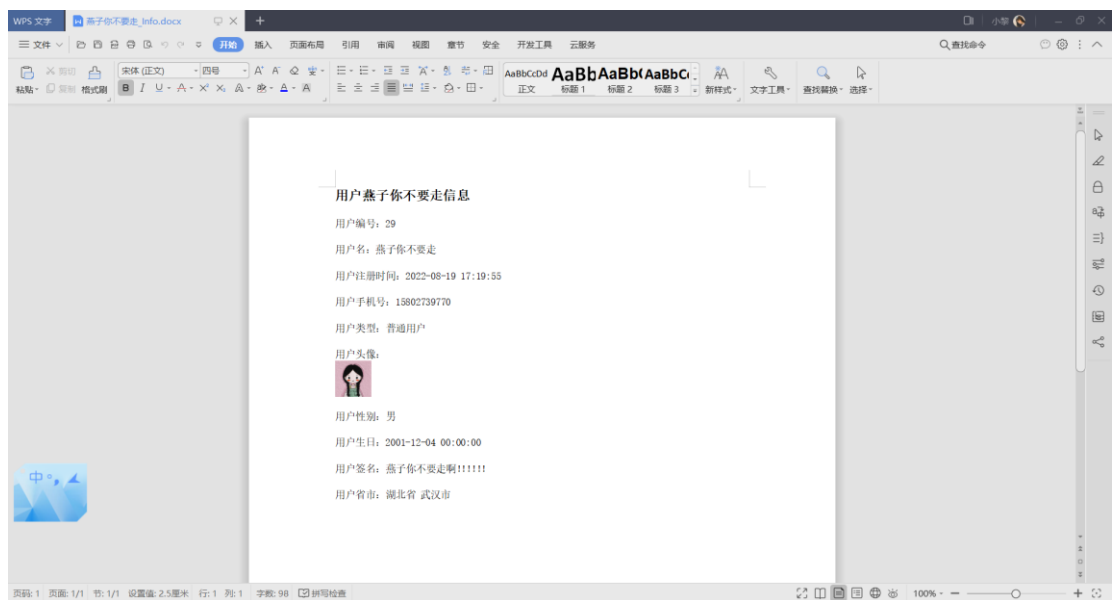 WPS 文字 燕子你不要走_Info.docx 小黎
文件 开始 插入 页面布局 引用 审阅 视图 章节 安全 开发工具 云服务 查找命令
剪切 宋体 (正文) 四号 AaBbCcDd AaBb AaBb( AaBbC(
粘贴 复制 格式刷 B I U 正文 标题 1 标题 2 标题 3 新样式 文字工具 查找替换 选择
用户燕子你不要走信息
用户编号：29
用户名：燕子你不要走
用户注册时间：2022-08-19 17:19:55
用户手机号：15802739770
用户类型：普通用户
用户头像：
用户性别：男
用户生日：2001-12-04 00:00:00
用户签名：燕子你不要走啊!!!!!!
用户省市：湖北省 武汉市
中
页码: 1 页面: 1/1 节: 1/1 设置值: 2.5厘米 行: 1 列: 1 字数: 98 拼写检查 100%